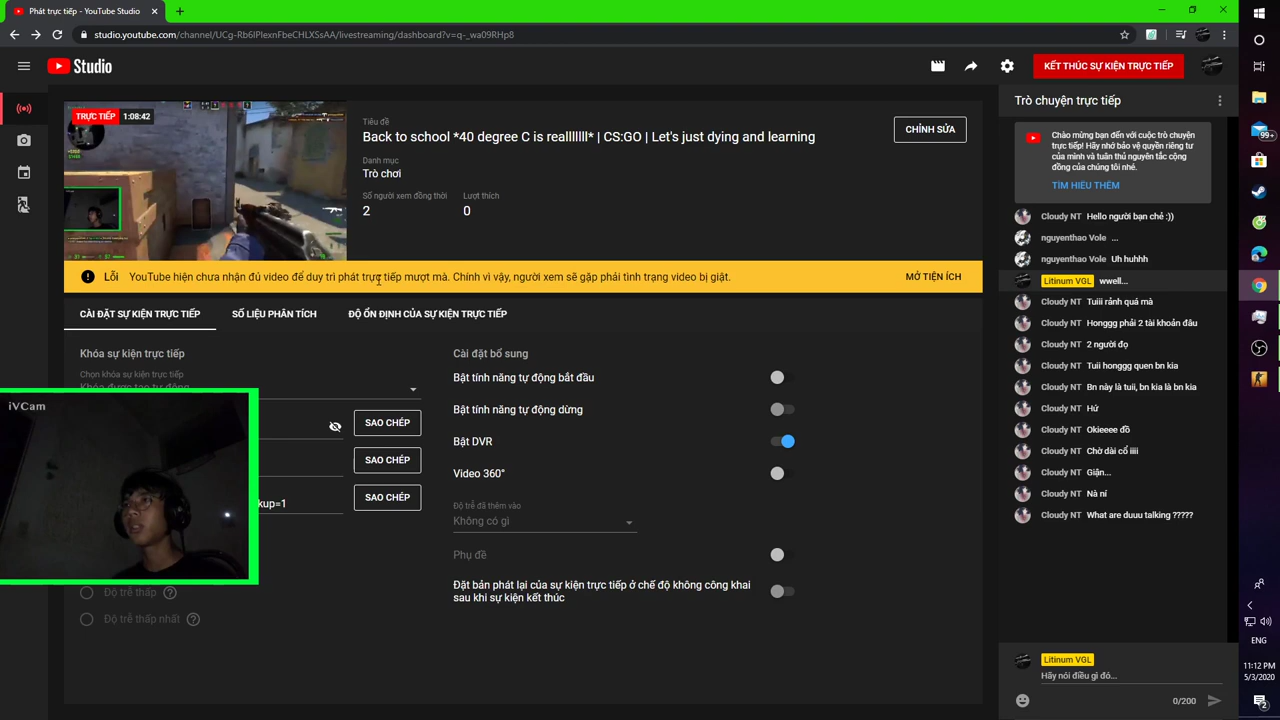 Phát trực tiếp - YouTube Studio
studio.youtube.com/channel/UCg-Rb6lPIexnFbeCHLXSsAA/livestreaming/dashboard?v=q-_wa09RHp8
Studio
KẾT THÚC SỰ KIỆN TRỰC TIẾP
TRỰC TIẾP 1:08:42
Tiêu đề
Back to school *40 degree C is reallllllll* | CS:GO | Let's just dying and learning
CHỈNH SỬA
Danh mục
Trò chơi
Số người xem đồng thời
Lượt thích
2
0
Lỗi YouTube hiện chưa nhận đủ video để duy trì phát trực tiếp mượt mà. Chính vì vậy, người xem sẽ gặp phải tình trạng video bị giật.
MỞ TIỆN ÍCH
CÀI ĐẶT SỰ KIỆN TRỰC TIẾP
SỐ LIỆU PHÂN TÍCH
ĐỘ ỔN ĐỊNH CỦA SỰ KIỆN TRỰC TIẾP
Khóa sự kiện trực tiếp
Chọn khóa sự kiện trực tiếp
Khóa được tạo tự động
SAO CHÉP
SAO CHÉP
kup=1
SAO CHÉP
iVCam
Độ trễ thấp
Độ trễ thấp nhất
Cài đặt bổ sung
Bật tính năng tự động bắt đầu
Bật tính năng tự động dừng
Bật DVR
Video 360°
Độ trễ đã thêm vào
Không có gì
Phụ đề
Đặt bản phát lại của sự kiện trực tiếp ở chế độ không công khai
sau khi sự kiện kết thúc
Trò chuyện trực tiếp
Chào mừng bạn đến với cuộc trò chuyện
trực tiếp! Hãy nhớ bảo vệ quyền riêng tư
của mình và tuân thủ nguyên tắc cộng
đồng của chúng tôi nhé.
TÌM HIỂU THÊM
Cloudy NT Hello người bạn chẻ :))
nguyenthao Vole ...
nguyenthao Vole Uh huhhh
Litinum VGL wwell...
Cloudy NT Tuiii rảnh quá mà
Cloudy NT Honggg phải 2 tài khoản đâu
Cloudy NT 2 người đọ
Cloudy NT Tuii honggg quen bn kia
Cloudy NT Bn này là tuii, bn kia là bn kia
Cloudy NT Hứ
Cloudy NT Okieeee đồ
Cloudy NT Chờ dài cổ iiii
Cloudy NT Giận...
Cloudy NT Nà ní
Cloudy NT What are duuu talking ?????
Litinum VGL
Hãy nói điều gì đó...
0/200
99+
ENG
11:12 PM
5/3/2020
2